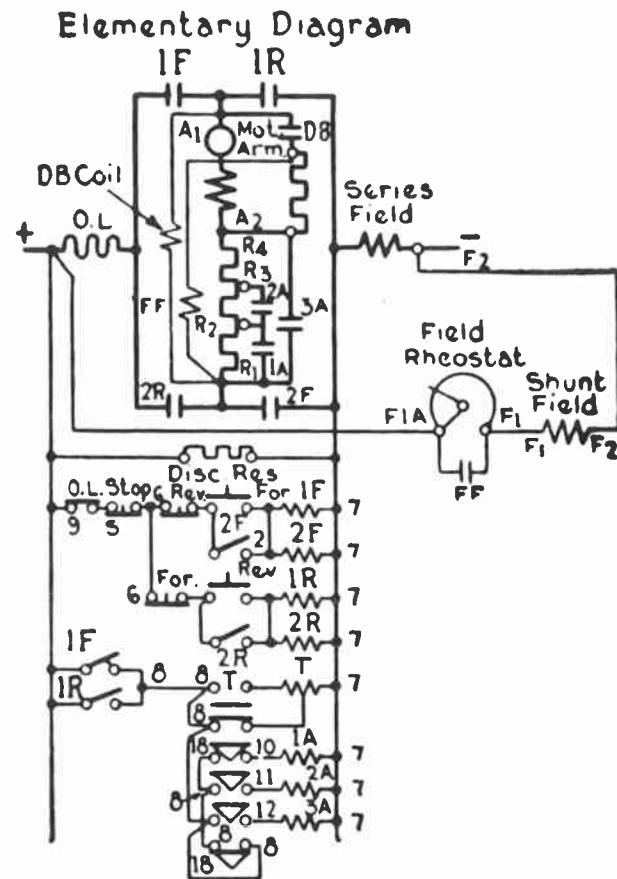 Elementary Diagram
1F 1R
A1 Mot. Arm. DB
DB Coil
O.L
+
A2
Series Field
–
F2
R4
R3
2A
3A
FF
R2
R1
1A
Field Rheostat
Shunt Field
2R
2F
F1A
F1
F1
F2
FF
Disc. Res
O.L. Stop 6 Rev. For 1F 7
9 5
2F 2 2F 7
6 For. Rev 1R 7
2R 2R 7
1F
8 8 T T 7
1R
8
18 10 1A 7
8 11 2A 7
12 3A 7
8
18 8